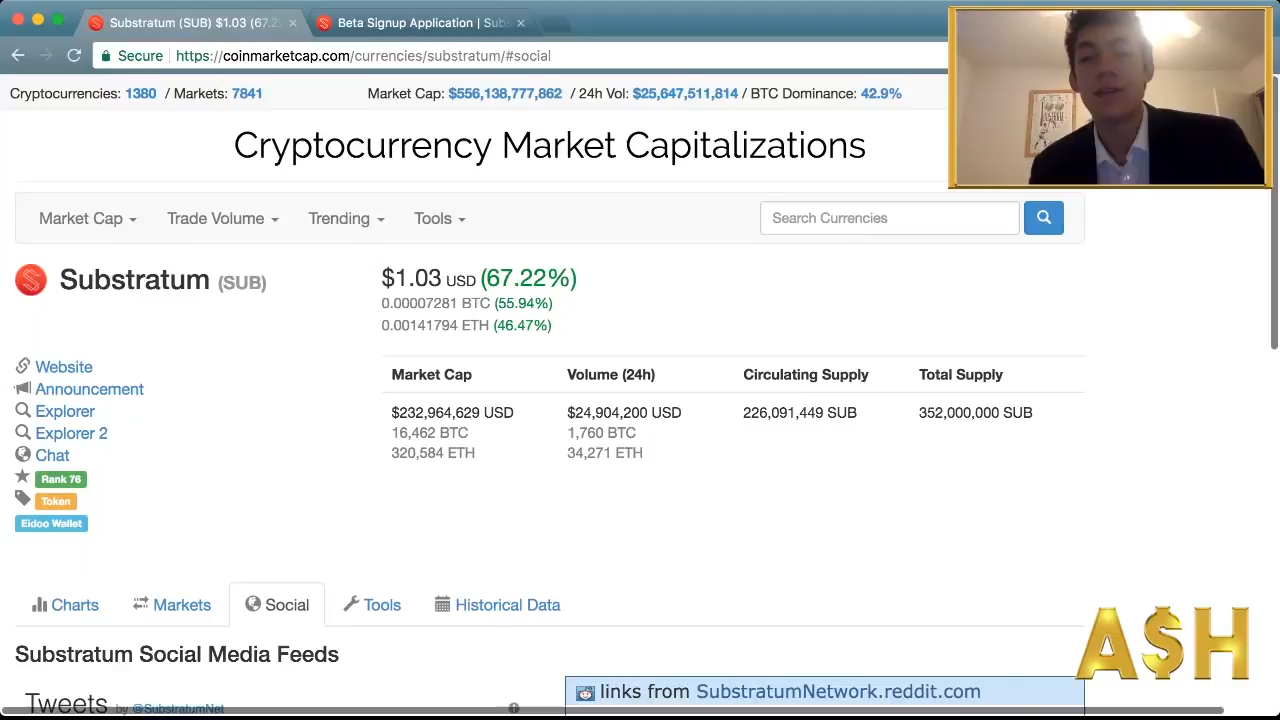 Substratum (SUB) $1.03 (67.2
Beta Signup Application | Subs
Secure https://coinmarketcap.com/currencies/substratum/#social
Cryptocurrencies: 1380 / Markets: 7841
Market Cap: $556,138,777,862 / 24h Vol: $25,647,511,814 / BTC Dominance: 42.9%
Cryptocurrency Market Capitalizations
Market Cap Trade Volume Trending Tools
Search Currencies
Substratum (SUB)
$1.03 USD (67.22%)
0.00007281 BTC (55.94%)
0.00141794 ETH (46.47%)
Website
Announcement
Explorer
Explorer 2
Chat
Rank 76
Token
Eidoo Wallet
Market Cap Volume (24h) Circulating Supply Total Supply
$232,964,629 USD $24,904,200 USD 226,091,449 SUB 352,000,000 SUB
16,462 BTC 1,760 BTC
320,584 ETH 34,271 ETH
Charts Markets Social Tools Historical Data
A$H
Substratum Social Media Feeds
Tweets by @SubstratumNet
links from SubstratumNetwork.reddit.com